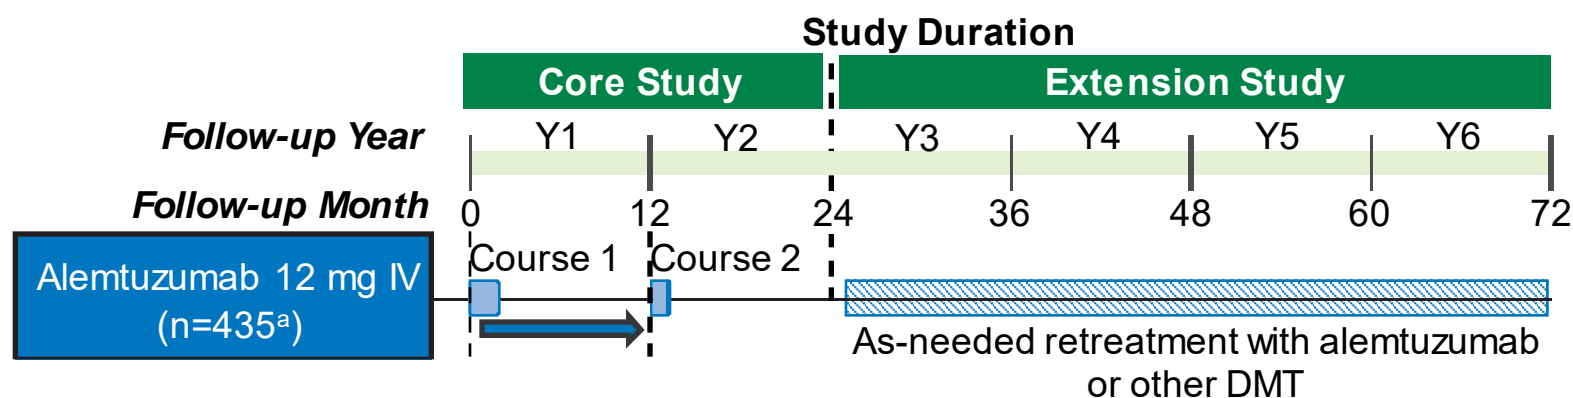 Study Duration
Core Study
Extension Study
Follow-up Year
Y1
Y2
Y3
Y4
Y5
Y6
Follow-up Month
0
12
24
36
48
60
72
Course 1
Course 2
Alemtuzumab 12 mg IV
(n=435ᵃ)
As-needed retreatment with alemtuzumab
or other DMT